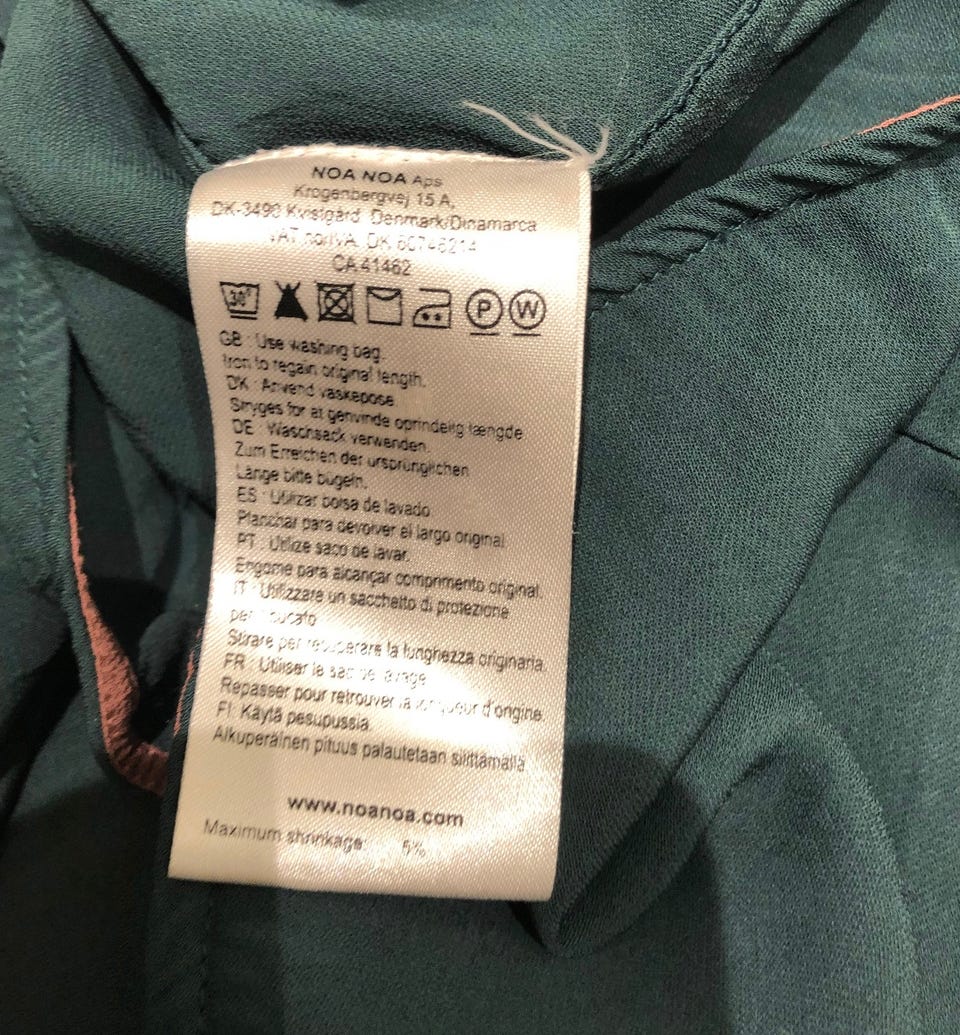 NOA NOA Aps
Krogenbergvej 15 A,
DK-3490 Kvistgård Denmark/Dinamarca
VAT no/IVA. DK
CA 41462
30°
P W
GB : Use washing bag.
Iron to regain original length.
DK : Anvend vaskepose.
Stryges for at genvinde oprindelig længde
DE : Waschsack verwenden.
Zum Erreichen der ursprünglichen
Länge bitte bügeln.
ES : Utilizar bolsa de lavado
Planchar para devolver el largo original
PT : Utilize saco de lavar.
Engome para alcançar comprimento original.
IT : Utilizzare un sacchetto di protezione
per bucato
Stirare per recuperare la lunghezza originaria.
FR : Utiliser le sac de lavage
Repasser pour retrouver la longueur d'origine.
FI: Käytä pesupussia.
Alkuperäinen pituus palautetaan silittämällä
www.noanoa.com
Maximum shrinkage: 5%